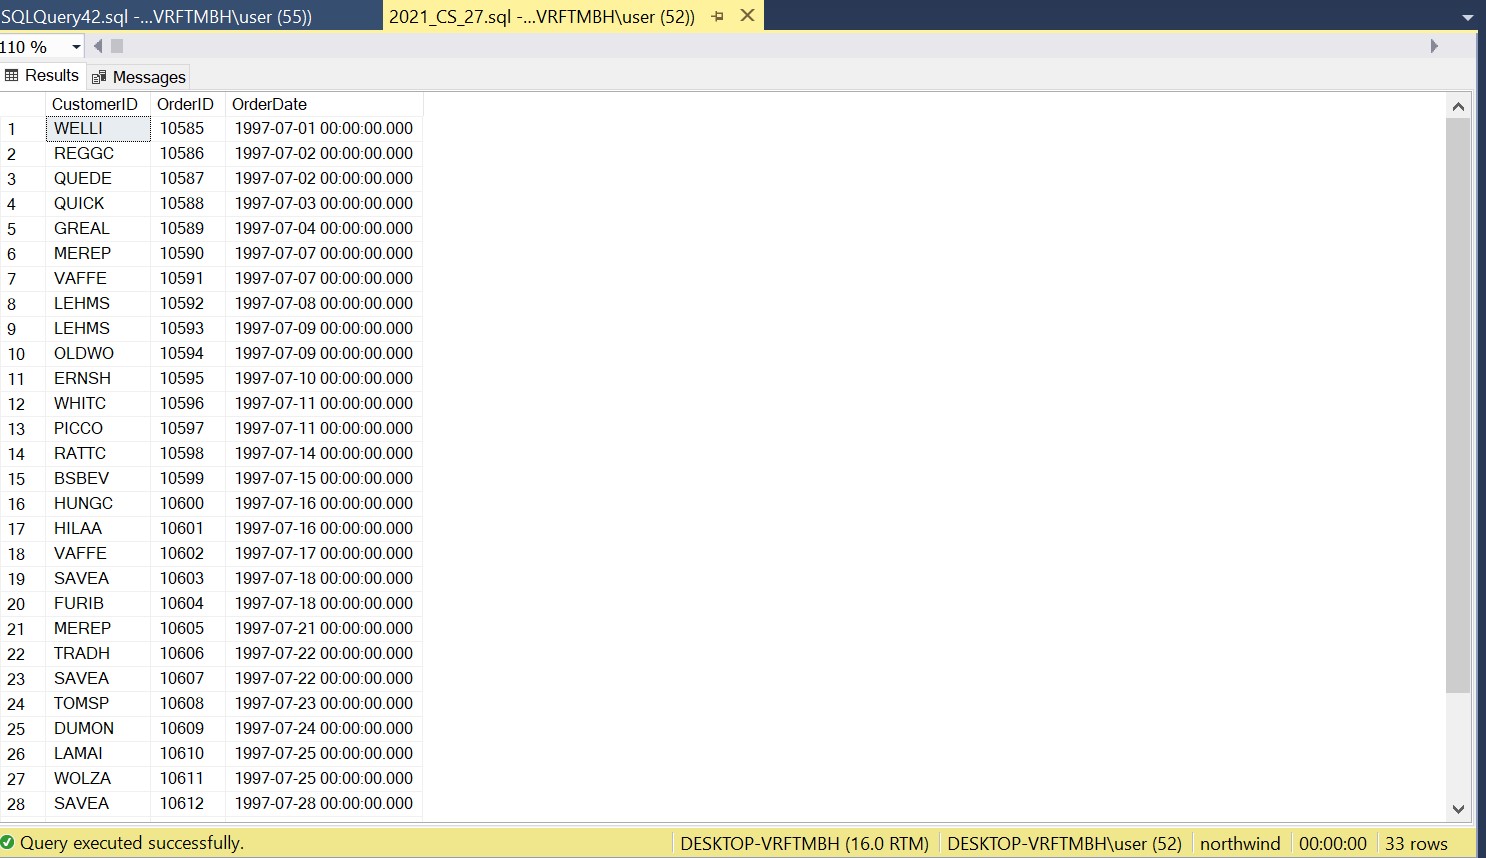 SQLQuery42.sql -...VRFTMBH\user (55))
2021_CS_27.sql -...VRFTMBH\user (52))
110 %
Results Messages
CustomerID OrderID OrderDate
1 WELLI 10585 1997-07-01 00:00:00.000
2 REGGC 10586 1997-07-02 00:00:00.000
3 QUEDE 10587 1997-07-02 00:00:00.000
4 QUICK 10588 1997-07-03 00:00:00.000
5 GREAL 10589 1997-07-04 00:00:00.000
6 MEREP 10590 1997-07-07 00:00:00.000
7 VAFFE 10591 1997-07-07 00:00:00.000
8 LEHMS 10592 1997-07-08 00:00:00.000
9 LEHMS 10593 1997-07-09 00:00:00.000
10 OLDWO 10594 1997-07-09 00:00:00.000
11 ERNSH 10595 1997-07-10 00:00:00.000
12 WHITC 10596 1997-07-11 00:00:00.000
13 PICCO 10597 1997-07-11 00:00:00.000
14 RATTC 10598 1997-07-14 00:00:00.000
15 BSBEV 10599 1997-07-15 00:00:00.000
16 HUNGC 10600 1997-07-16 00:00:00.000
17 HILAA 10601 1997-07-16 00:00:00.000
18 VAFFE 10602 1997-07-17 00:00:00.000
19 SAVEA 10603 1997-07-18 00:00:00.000
20 FURIB 10604 1997-07-18 00:00:00.000
21 MEREP 10605 1997-07-21 00:00:00.000
22 TRADH 10606 1997-07-22 00:00:00.000
23 SAVEA 10607 1997-07-22 00:00:00.000
24 TOMSP 10608 1997-07-23 00:00:00.000
25 DUMON 10609 1997-07-24 00:00:00.000
26 LAMAI 10610 1997-07-25 00:00:00.000
27 WOLZA 10611 1997-07-25 00:00:00.000
28 SAVEA 10612 1997-07-28 00:00:00.000
Query executed successfully. DESKTOP-VRFTMBH (16.0 RTM) DESKTOP-VRFTMBH\user (52) northwind 00:00:00 33 rows